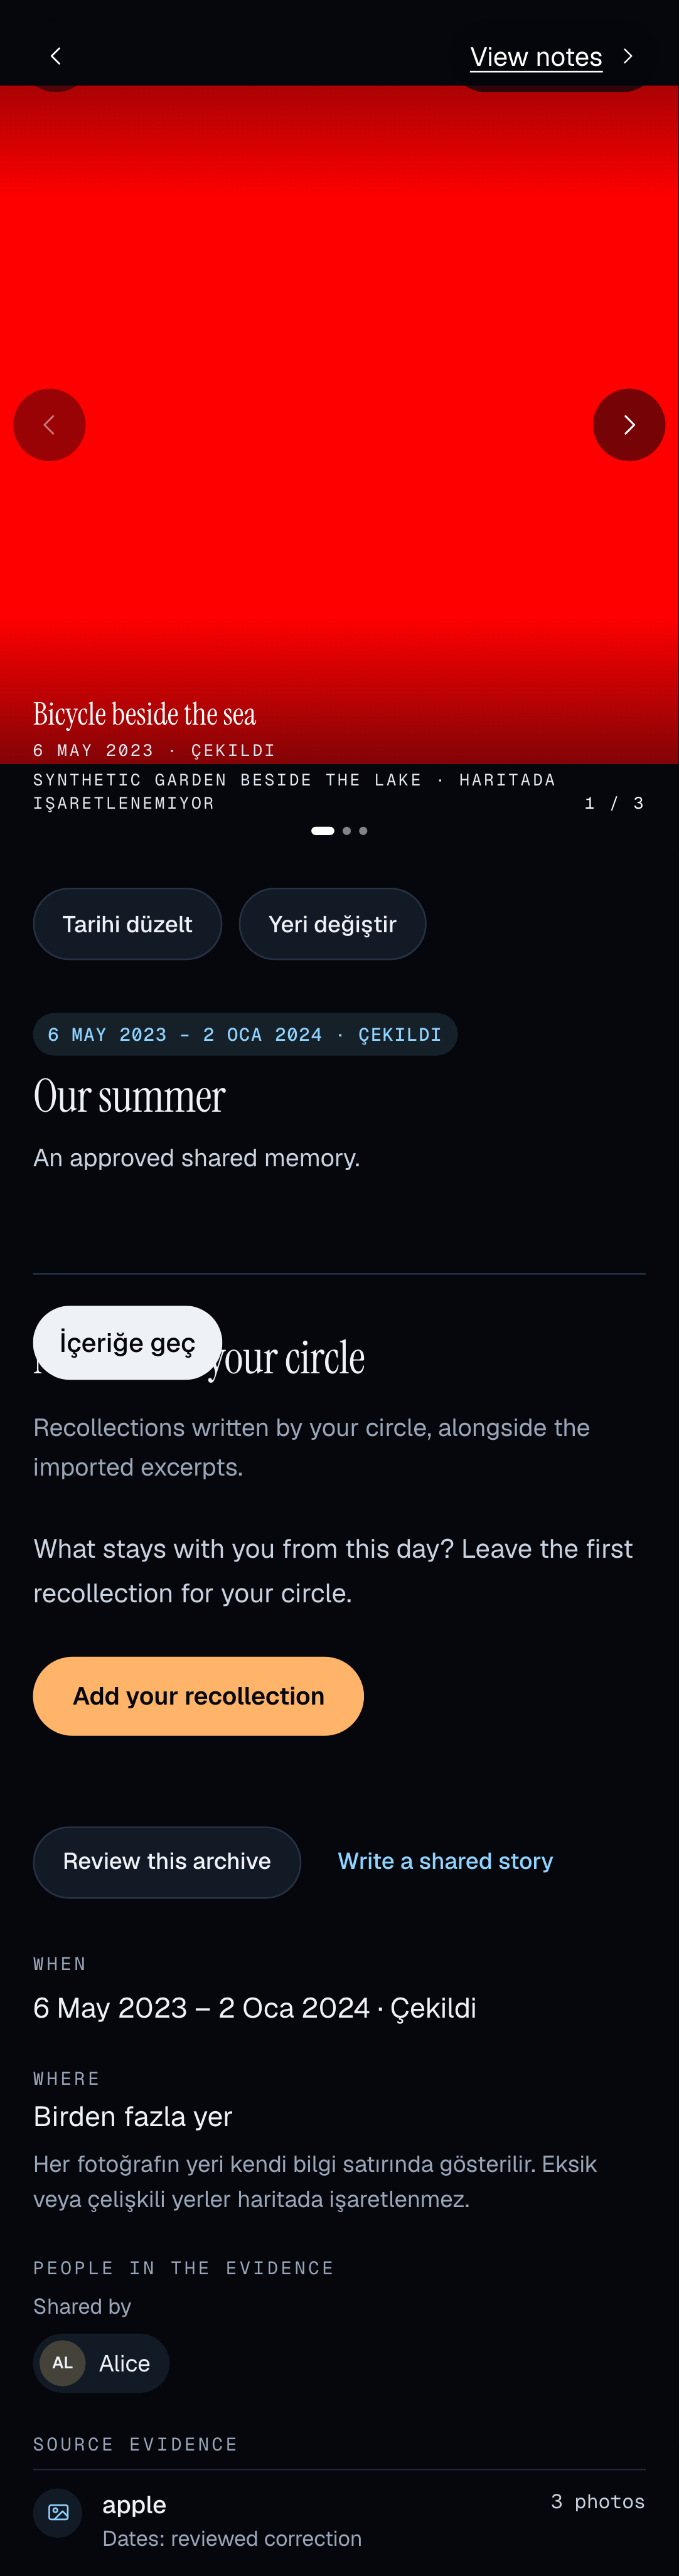 View notes
Bicycle beside the sea
6 MAY 2023 · ÇEKILDI
SYNTHETIC GARDEN BESIDE THE LAKE · HARITADA
IŞARETLENEMIYOR
1 / 3
Tarihi düzelt
Yeri değiştir
6 MAY 2023 – 2 OCA 2024 · ÇEKILDI
Our summer
An approved shared memory.
İçeriğe geç
your circle
Recollections written by your circle, alongside the
imported excerpts.
What stays with you from this day? Leave the first
recollection for your circle.
Add your recollection
Review this archive
Write a shared story
WHEN
6 May 2023 – 2 Oca 2024 · Çekildi
WHERE
Birden fazla yer
Her fotoğrafın yeri kendi bilgi satırında gösterilir. Eksik
veya çelişkili yerler haritada işaretlenmez.
PEOPLE IN THE EVIDENCE
Shared by
AL Alice
SOURCE EVIDENCE
apple
3 photos
Dates: reviewed correction